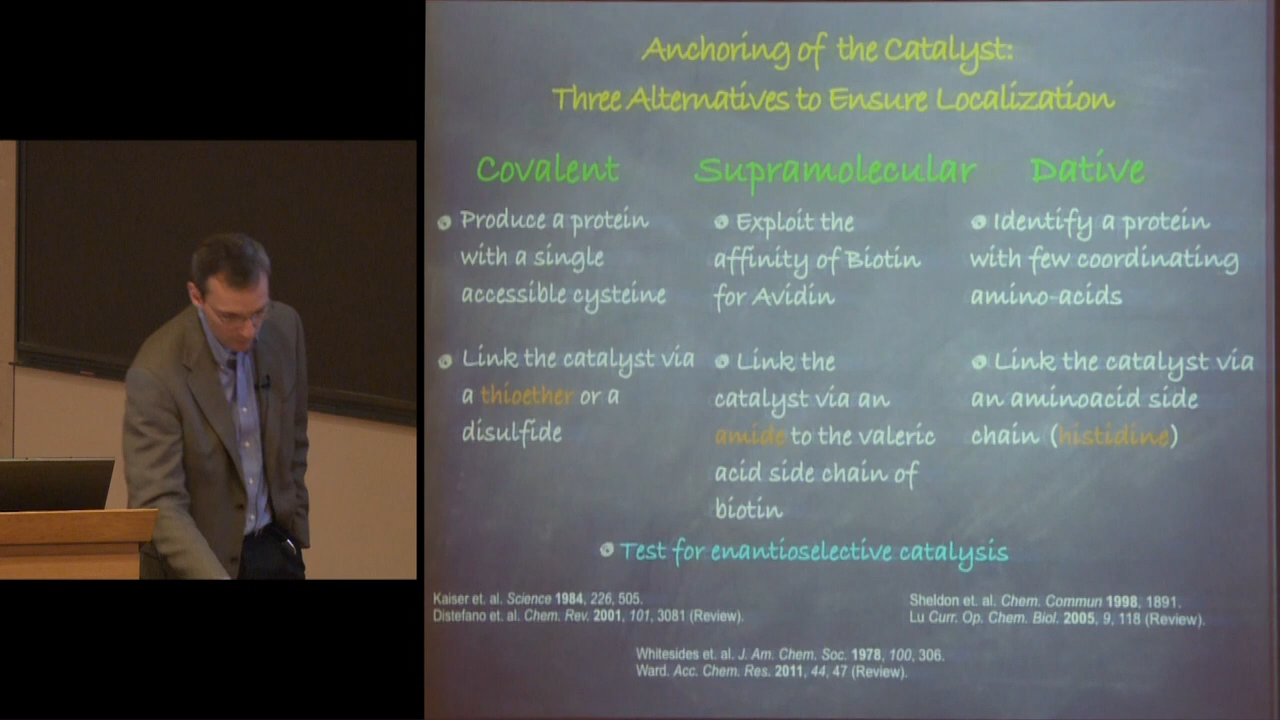 Anchoring of the Catalyst:
Three Alternatives to Ensure Localization
Covalent
Produce a protein
with a single
accessible cysteine
Link the catalyst via
a thioether or a
disulfide
Supramolecular
Exploit the
affinity of Biotin
for Avidin
Link the
catalyst via an
amide to the valeric
acid side chain of
biotin
Dative
Identify a protein
with few coordinating
amino-acids
Link the catalyst via
an aminoacid side
chain (histidine)
Test for enantioselective catalysis
Kaiser et. al. Science 1984, 226, 505.
Distefano et. al. Chem. Rev. 2001, 101, 3081 (Review).
Sheldon et. al. Chem. Commun 1998, 1891.
Lu Curr. Op. Chem. Biol. 2005, 9, 118 (Review).
Whitesides et. al. J. Am. Chem. Soc. 1978, 100, 306.
Ward. Acc. Chem. Res. 2011, 44, 47 (Review).